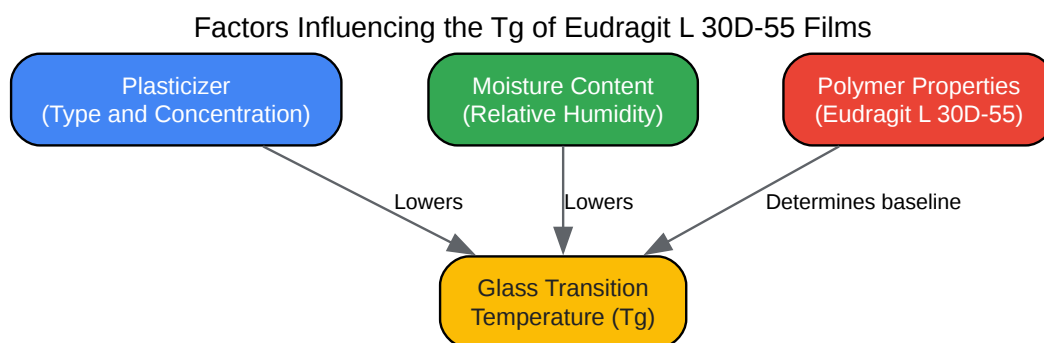 Factors Influencing the Tg of Eudragit L 30D-55 Films
Plasticizer
(Type and Concentration)
Moisture Content
(Relative Humidity)
Polymer Properties
(Eudragit L 30D-55)
Lowers
Lowers
Determines baseline
Glass Transition
Temperature (Tg)